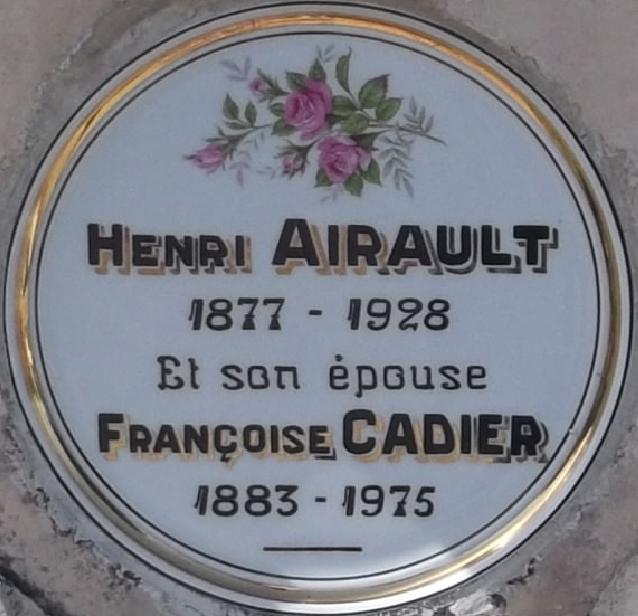 HENRI AIRAULT
1877 - 1928
Et son épouse
FRANÇOISE CADIER
1883 - 1975